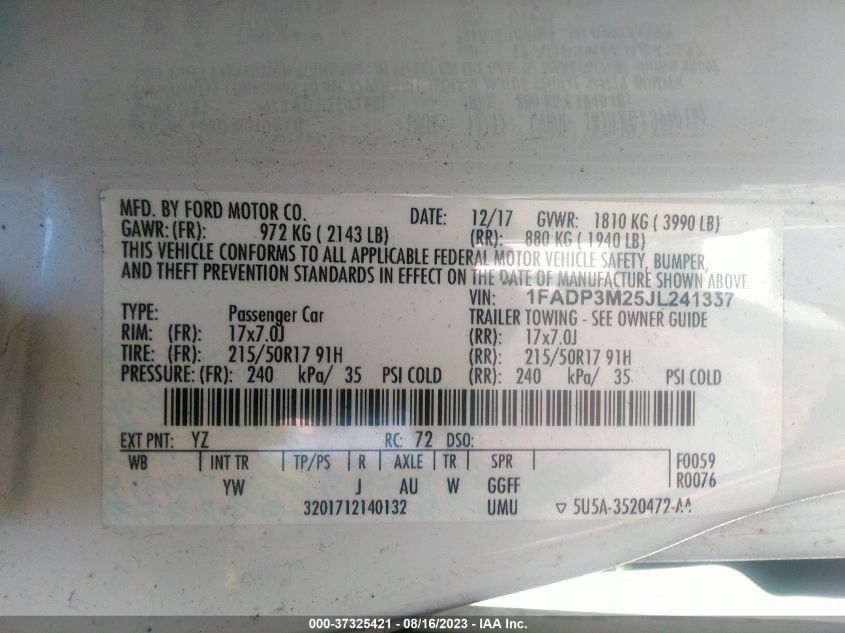 MFD. BY FORD MOTOR CO. DATE: 12/17 GVWR: 1810 KG ( 3990 LB)
GAWR: (FR): 972 KG ( 2143 LB) (RR): 880 KG ( 1940 LB)
THIS VEHICLE CONFORMS TO ALL APPLICABLE FEDERAL MOTOR VEHICLE SAFETY, BUMPER,
AND THEFT PREVENTION STANDARDS IN EFFECT ON THE DATE OF MANUFACTURE SHOWN ABOVE
VIN: 1FADP3M25JL241357
TYPE: Passenger Car TRAILER TOWING - SEE OWNER GUIDE
RIM: (FR): 17x7.0J (RR): 17x7.0J
TIRE: (FR): 215/50R17 91H (RR): 215/50R17 91H
PRESSURE: (FR): 240 kPa/ 35 PSI COLD (RR): 240 kPa/ 35 PSI COLD
EXT PNT: YZ RC: 72 DSO:
WB INT TR TP/PS R AXLE TR SPR F0059
YW J AU W GGFF R0076
3201712140132 UMU ▽ 5U5A-3520472-AA
000-37325421 - 08/16/2023 - IAA Inc.